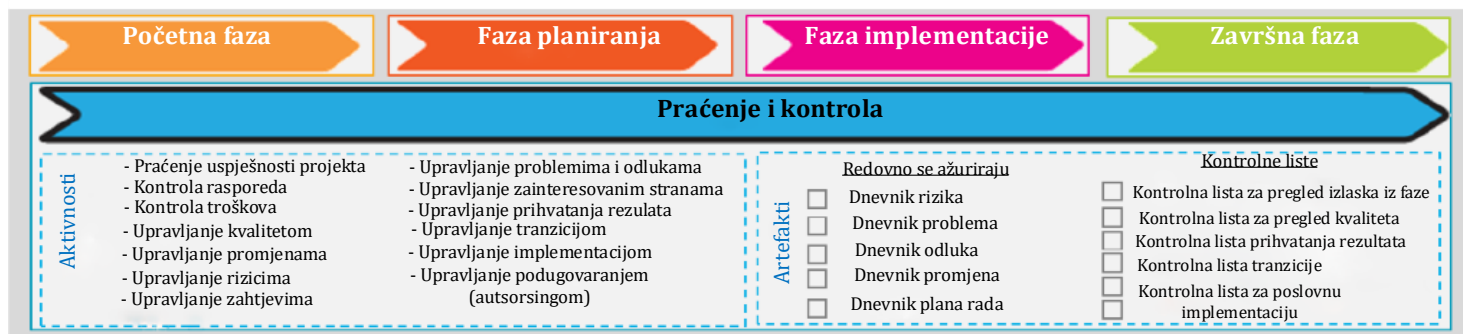 Početna faza
Faza planiranja
Faza implementacije
Završna faza
Praćenje i kontrola
Aktivnosti
- Praćenje uspješnosti projekta
- Kontrola rasporeda
- Kontrola troškova
- Upravljanje kvalitetom
- Upravljanje promjenama
- Upravljanje rizicima
- Upravljanje zahtjevima
- Upravljanje problemima i odlukama
- Upravljanje zainteresovanim stranama
- Upravljanje prihvatanja rezulata
- Upravljanje tranzicijom
- Upravljanje implementacijom
- Upravljanje podugovaranjem
(autsorsingom)
Artefakti
Redovno se ažuriraju
Dnevnik rizika
Dnevnik problema
Dnevnik odluka
Dnevnik promjena
Dnevnik plana rada
Kontrolne liste
Kontrolna lista za pregled izlaska iz faze
Kontrolna lista za pregled kvaliteta
Kontrolna lista prihvatanja rezultata
Kontrolna lista tranzicije
Kontrolna lista za poslovnu
implementaciju